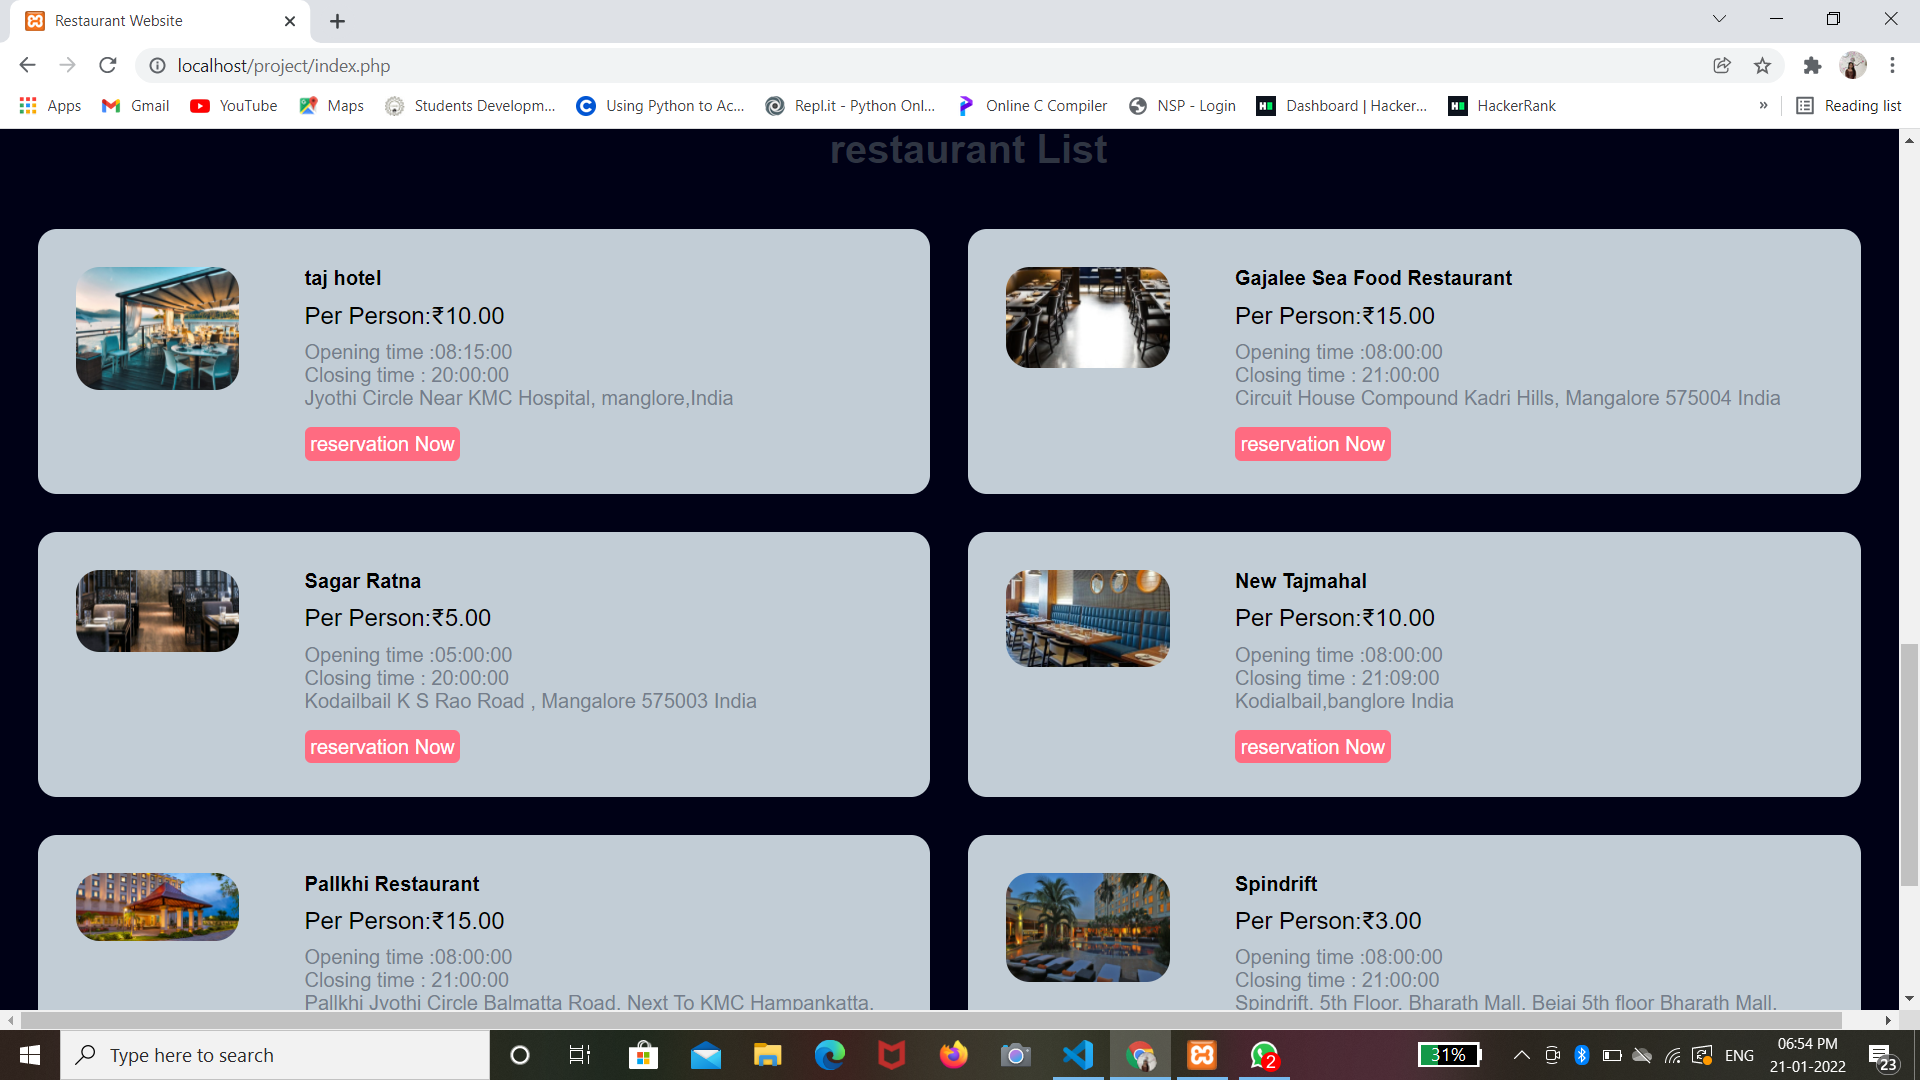 Restaurant Website
localhost/project/index.php
Apps
Gmail
YouTube
Maps
Students Developm...
Using Python to Ac...
Repl.it - Python Onl...
Online C Compiler
NSP - Login
Dashboard | Hacker...
HackerRank
»
Reading list
restaurant List
taj hotel
Per Person:₹10.00
Opening time :08:15:00
Closing time : 20:00:00
Jyothi Circle Near KMC Hospital, manglore,India
reservation Now
Gajalee Sea Food Restaurant
Per Person:₹15.00
Opening time :08:00:00
Closing time : 21:00:00
Circuit House Compound Kadri Hills, Mangalore 575004 India
reservation Now
Sagar Ratna
Per Person:₹5.00
Opening time :05:00:00
Closing time : 20:00:00
Kodailbail K S Rao Road , Mangalore 575003 India
reservation Now
New Tajmahal
Per Person:₹10.00
Opening time :08:00:00
Closing time : 21:09:00
Kodialbail,banglore India
reservation Now
Pallkhi Restaurant
Per Person:₹15.00
Opening time :08:00:00
Closing time : 21:00:00
Pallkhi Jyothi Circle Balmatta Road, Next To KMC Hampankatta,
Spindrift
Per Person:₹3.00
Opening time :08:00:00
Closing time : 21:00:00
Spindrift, 5th Floor, Bharath Mall, Bejai 5th floor Bharath Mall,
Type here to search
2
31%
ENG
06:54 PM
21-01-2022
23